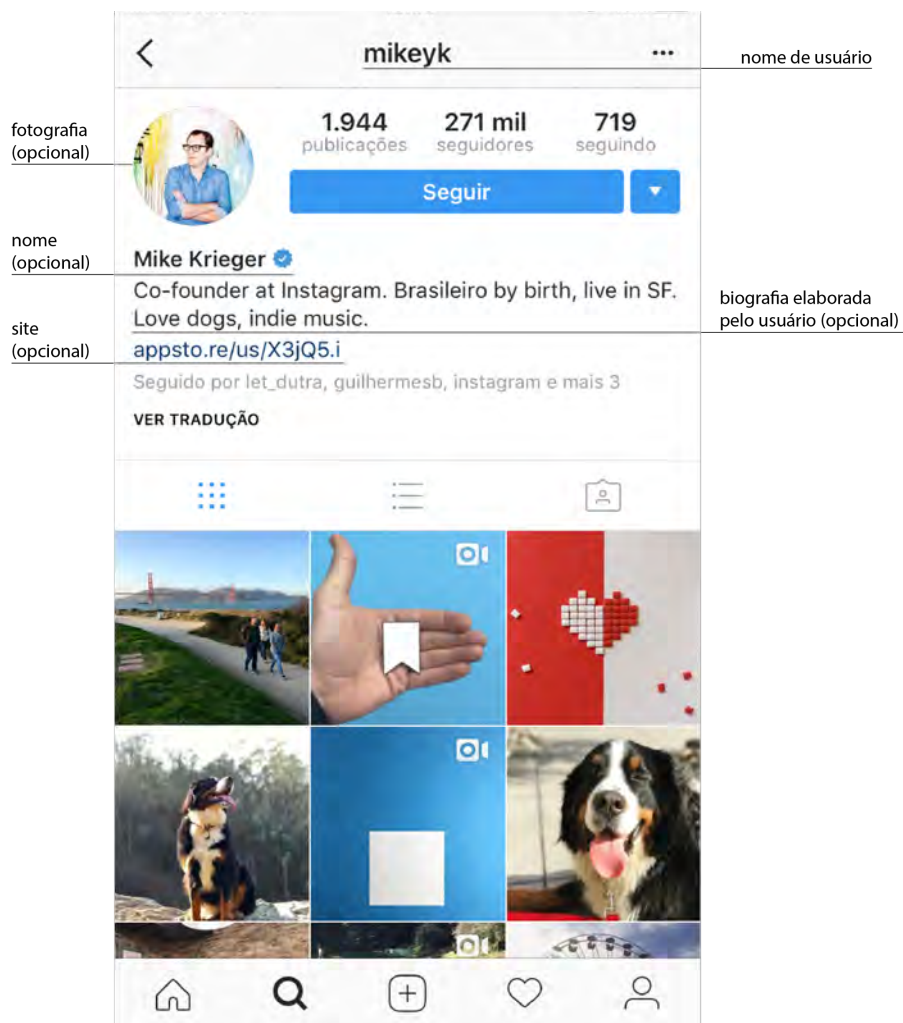 mikeyk
nome de usuário
fotografia
(opcional)
1.944 271 mil 719
publicações seguidores seguindo
Seguir
nome
(opcional)
Mike Krieger
Co-founder at Instagram. Brasileiro by birth, live in SF.
Love dogs, indie music.
biografia elaborada
pelo usuário (opcional)
site
(opcional)
appsto.re/us/X3jQ5.i
Seguido por let_dutra, guilhermesb, instagram e mais 3
VER TRADUÇÃO